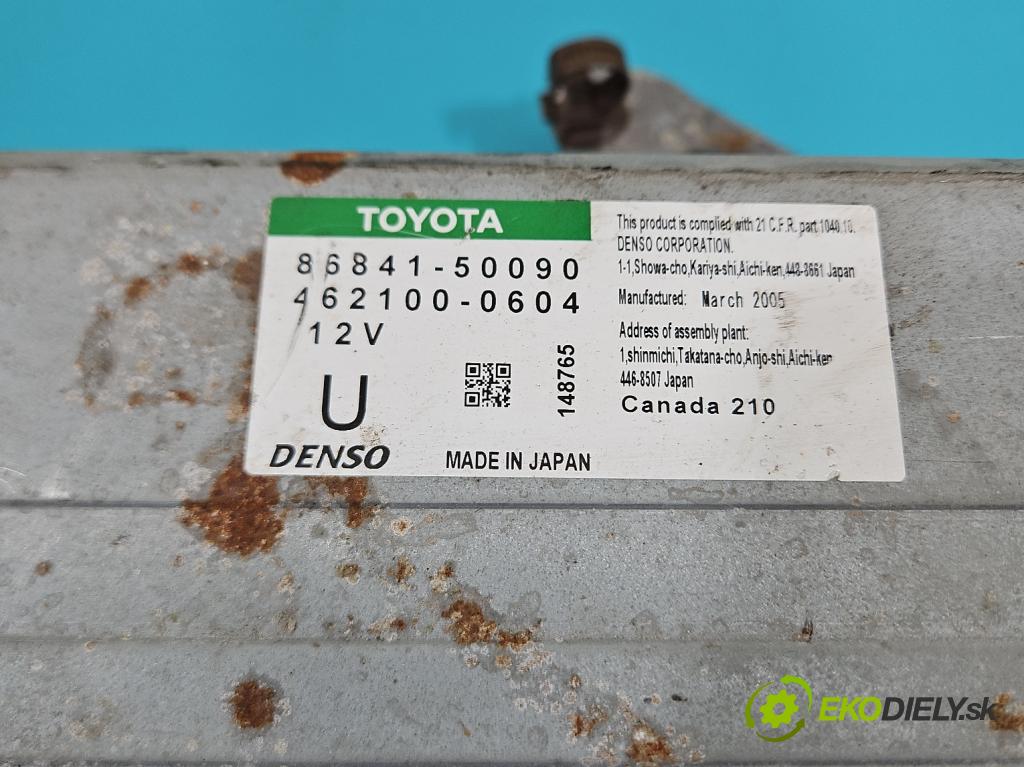 TOYOTA
86841-50090
462100-0604
12V
U
DENSO
MADE IN JAPAN
148765
This product is complied with 21 C.F.R. part 1040.10.
DENSO CORPORATION.
1-1,Showa-cho,Kariya-shi,Aichi-ken,448-8661 Japan
Manufactured: March 2005
Address of assembly plant:
1,shinmichi,Takatana-cho,Anjo-shi,Aichi-ken
446-8507 Japan
Canada 210
EKODIELY.sk